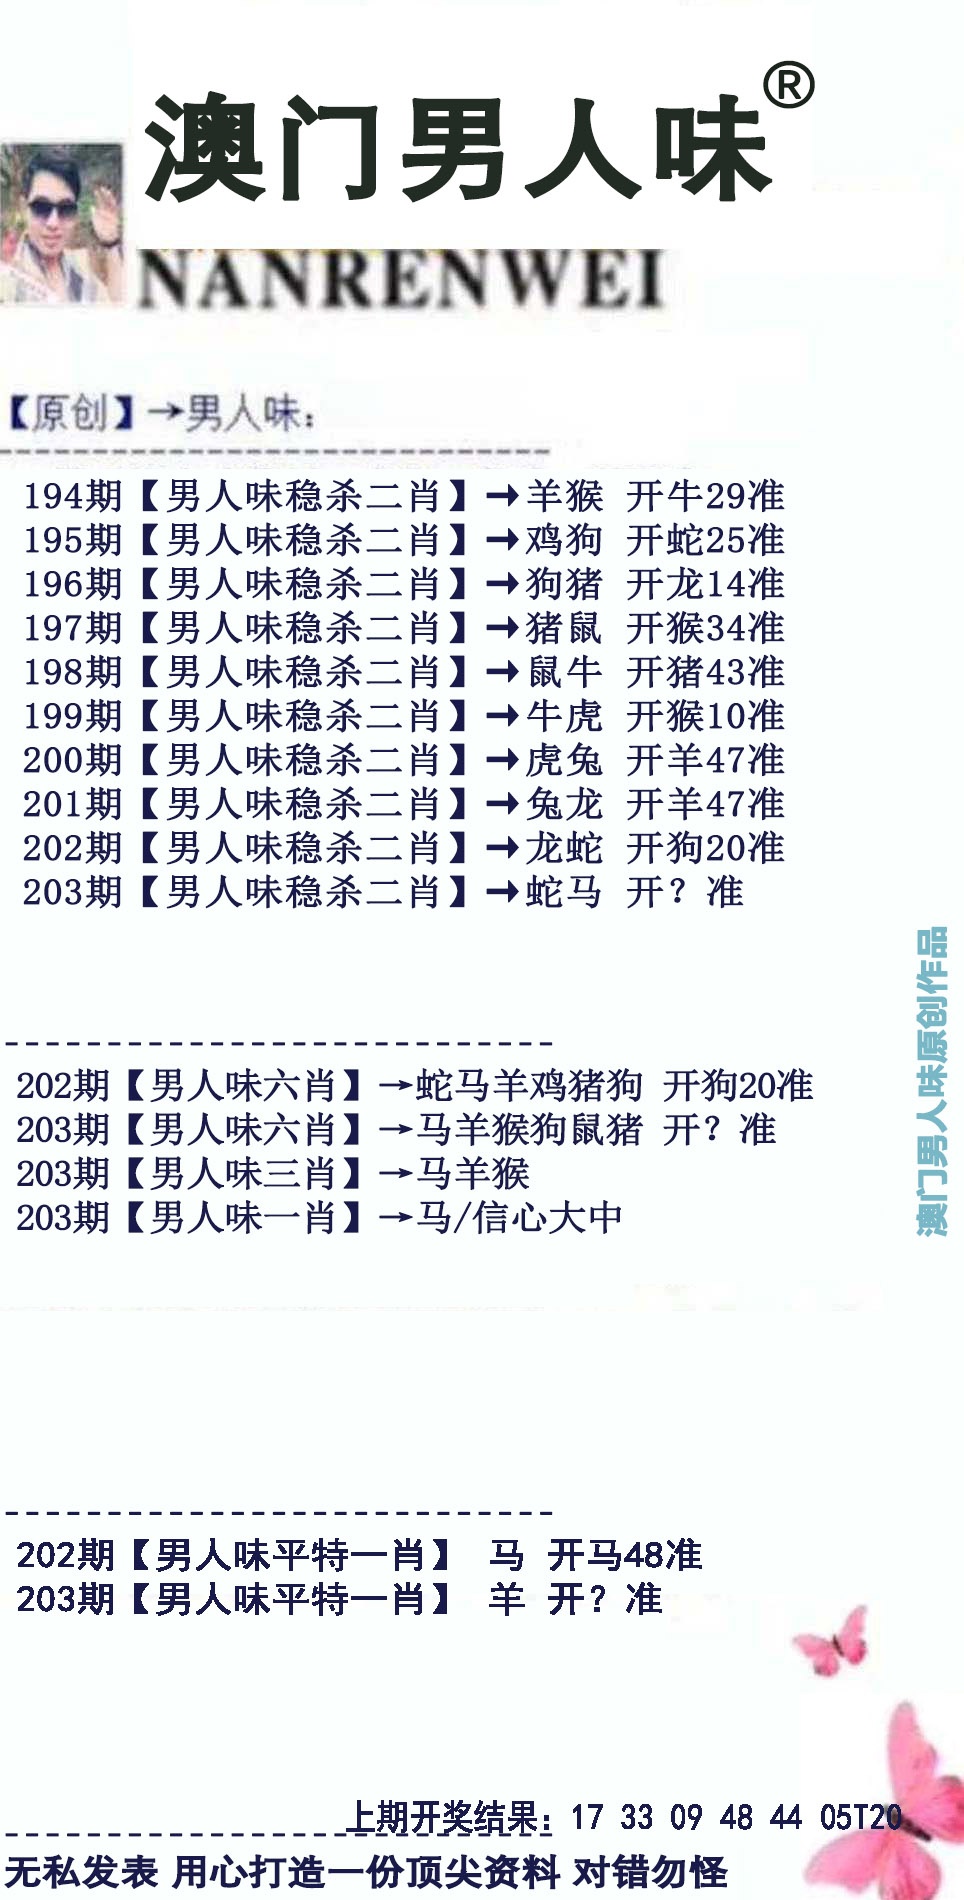 澳门男人味®
NANRENWEI
【原创】→男人味：
194期【男人味稳杀二肖】→羊猴 开牛29准
195期【男人味稳杀二肖】→鸡狗 开蛇25准
196期【男人味稳杀二肖】→狗猪 开龙14准
197期【男人味稳杀二肖】→猪鼠 开猴34准
198期【男人味稳杀二肖】→鼠牛 开猪43准
199期【男人味稳杀二肖】→牛虎 开猴10准
200期【男人味稳杀二肖】→虎兔 开羊47准
201期【男人味稳杀二肖】→兔龙 开羊47准
202期【男人味稳杀二肖】→龙蛇 开狗20准
203期【男人味稳杀二肖】→蛇马 开？准
澳门男人味原创作品
202期【男人味六肖】→蛇马羊鸡猪狗 开狗20准
203期【男人味六肖】→马羊猴狗鼠猪 开？准
203期【男人味三肖】→马羊猴
203期【男人味一肖】→马/信心大中
202期【男人味平特一肖】 马 开马48准
203期【男人味平特一肖】 羊 开？准
上期开奖结果：17 33 09 48 44 05T20
无私发表 用心打造一份顶尖资料 对错勿怪